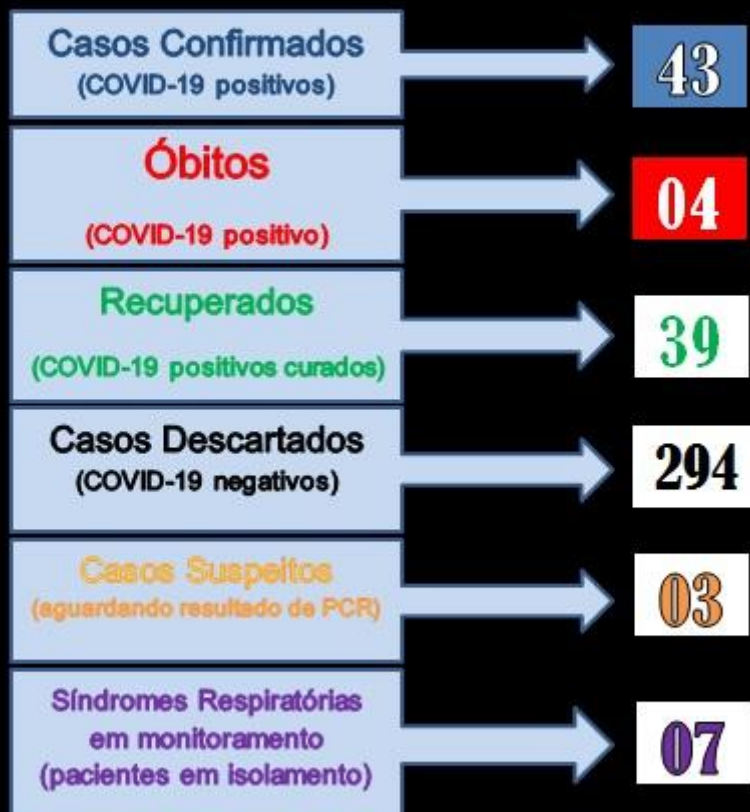 Casos Confirmados
(COVID-19 positivos)
43
Óbitos
(COVID-19 positivo)
04
Recuperados
(COVID-19 positivos curados)
39
Casos Descartados
(COVID-19 negativos)
294
Casos Suspeitos
(aguardando resultado de PCR)
03
Síndromes Respiratórias
em monitoramento
(pacientes em isolamento)
07